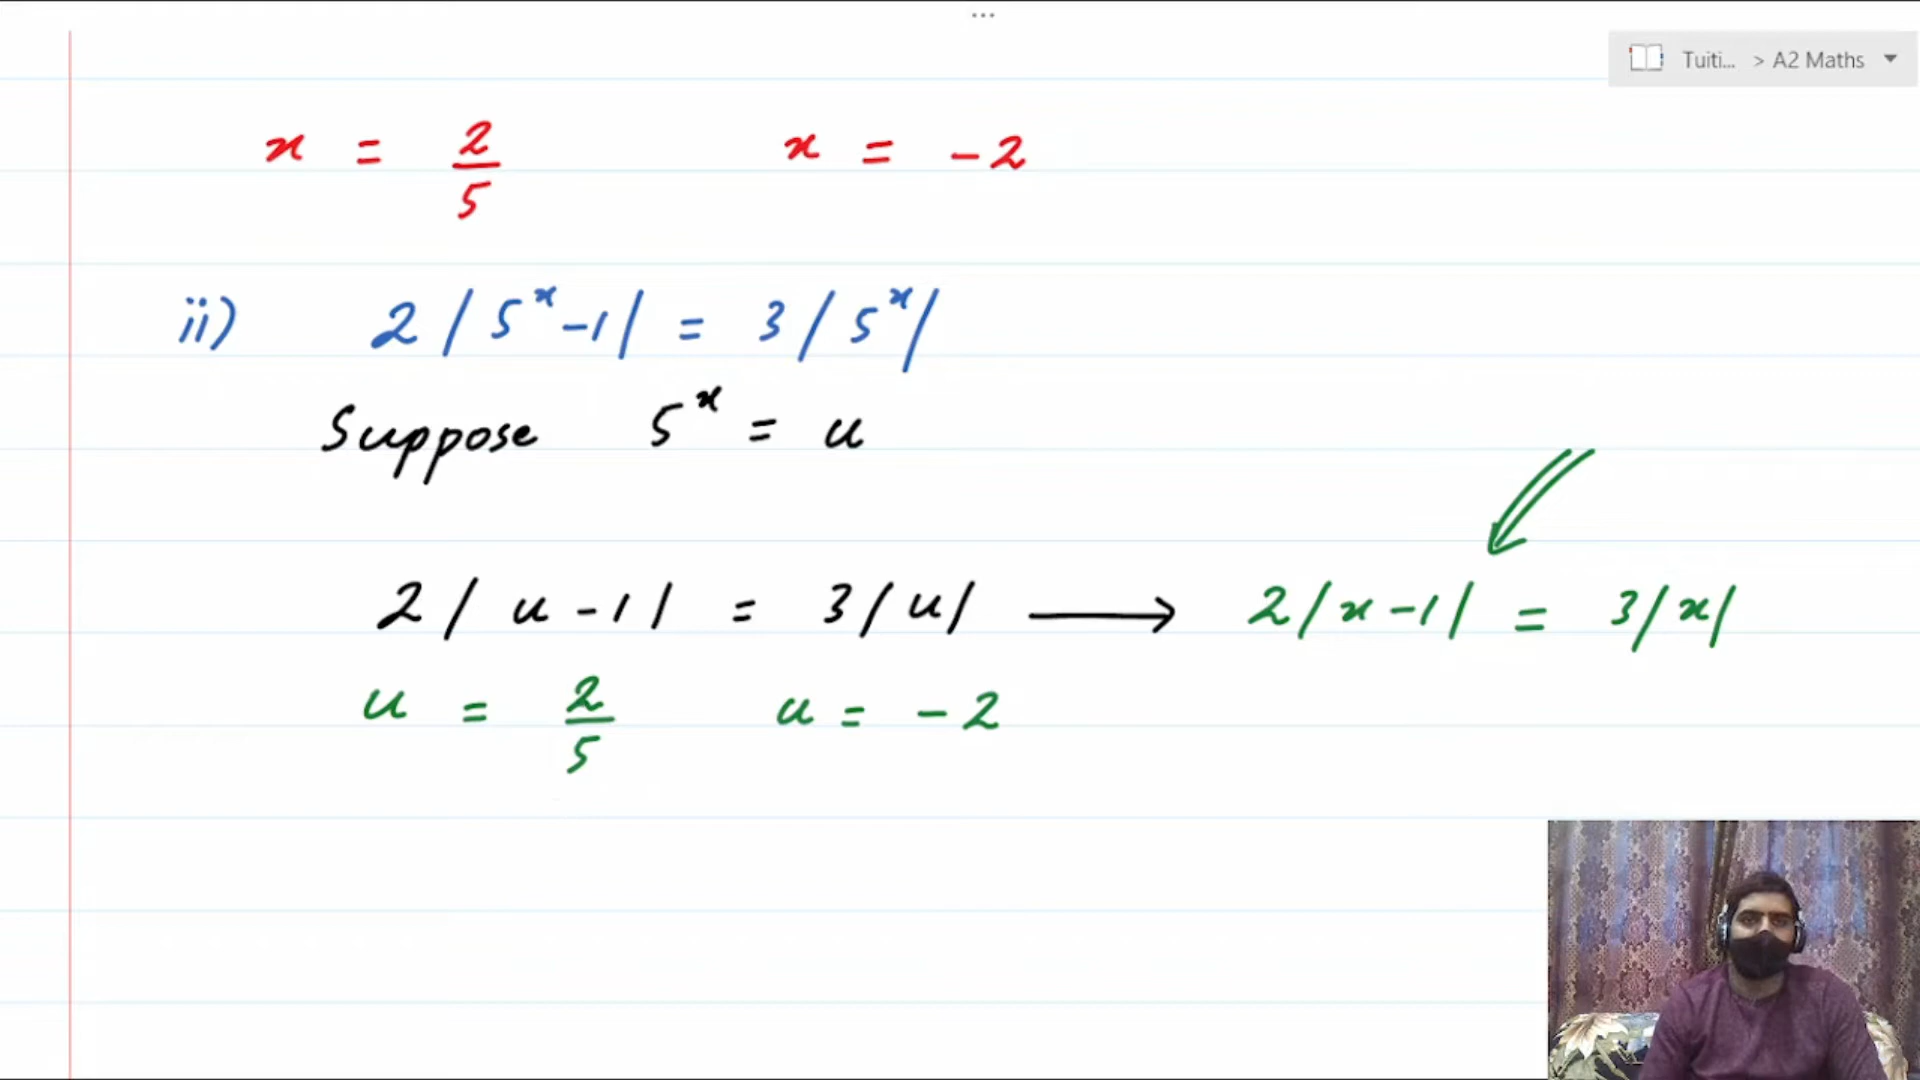 ...
Tuiti... > A2 Maths
x = 2/5 x = -2
ii) 2|5^x-1| = 3|5^x|
Suppose 5^x = u
2|u-1| = 3|u| ⟶ 2|x-1| = 3|x|
u = 2/5 u = -2